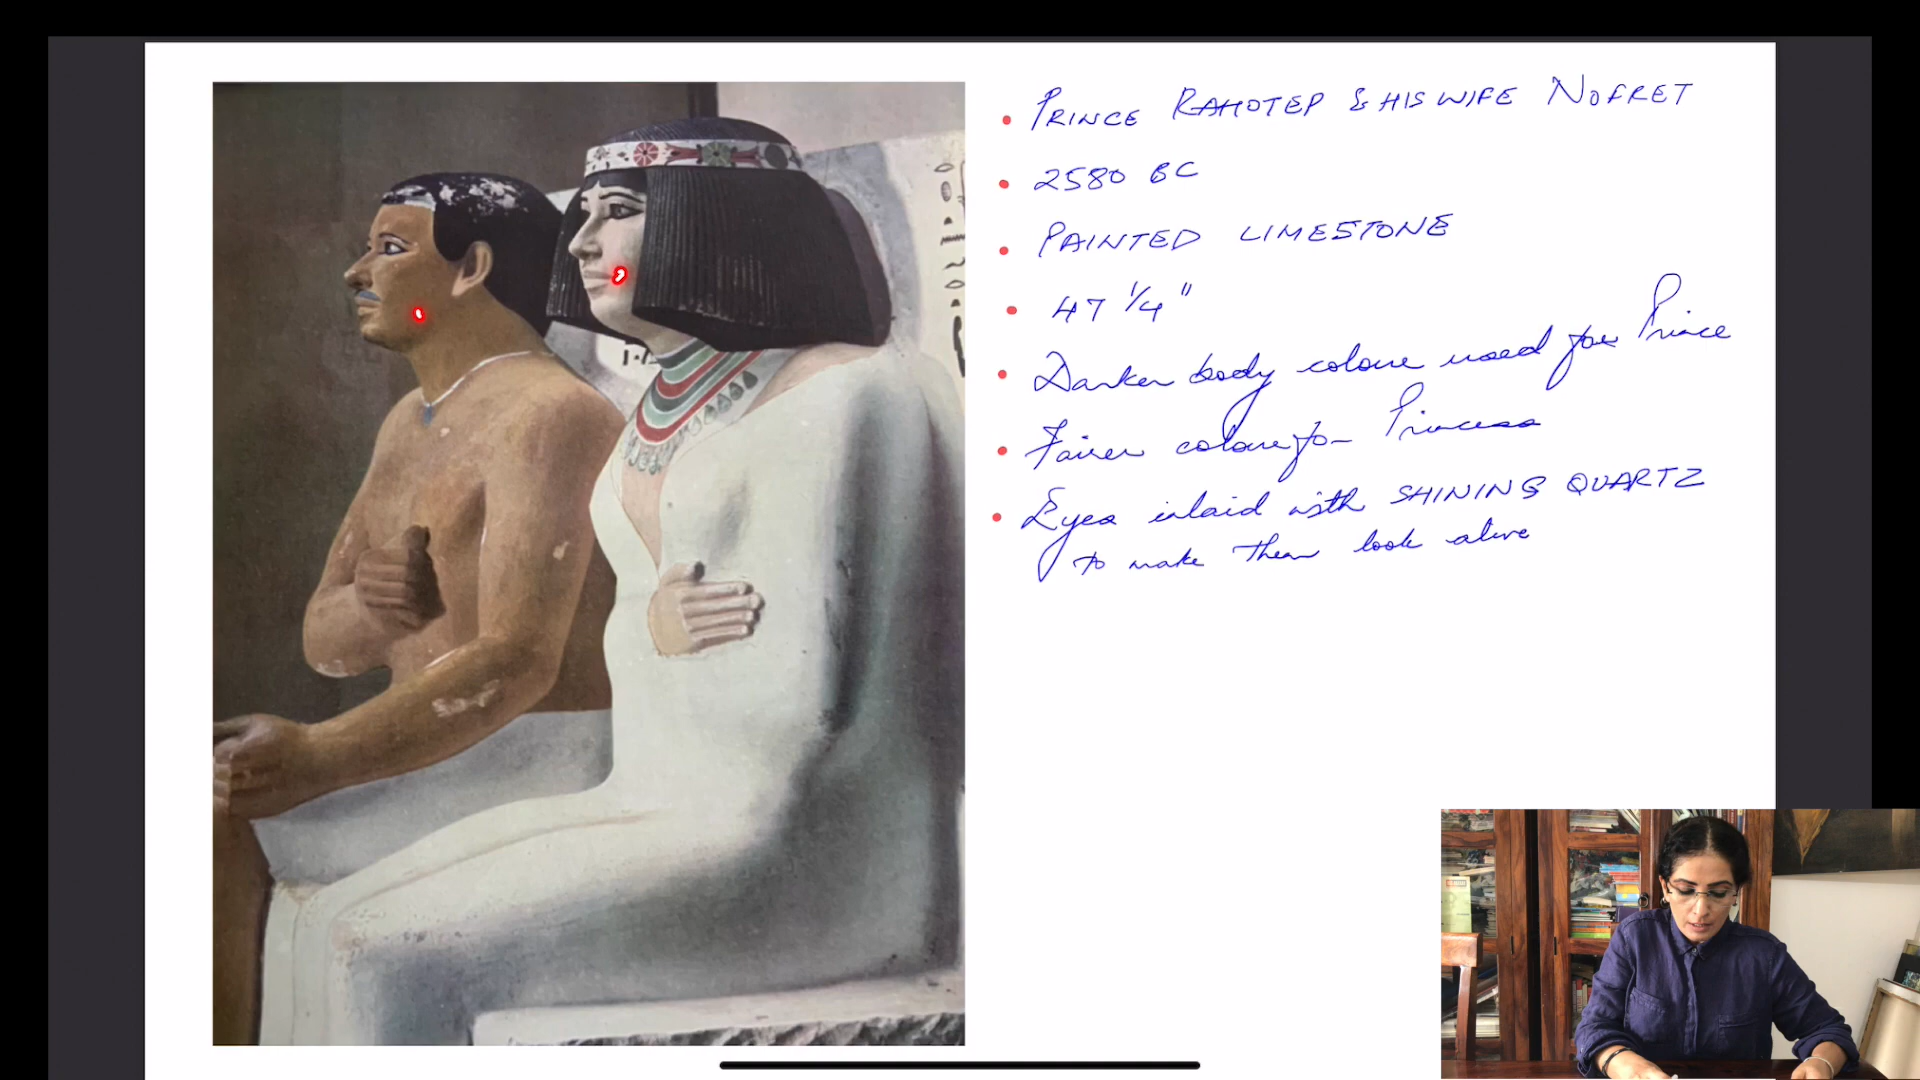 PRINCE RAHOTEP & HIS WIFE NOFRET
2580 BC
PAINTED LIMESTONE
47 1/4"
Darker body colour used for Prince
Fairer colour for Princess
Eyes inlaid with SHINING QUARTZ
to make them look alive